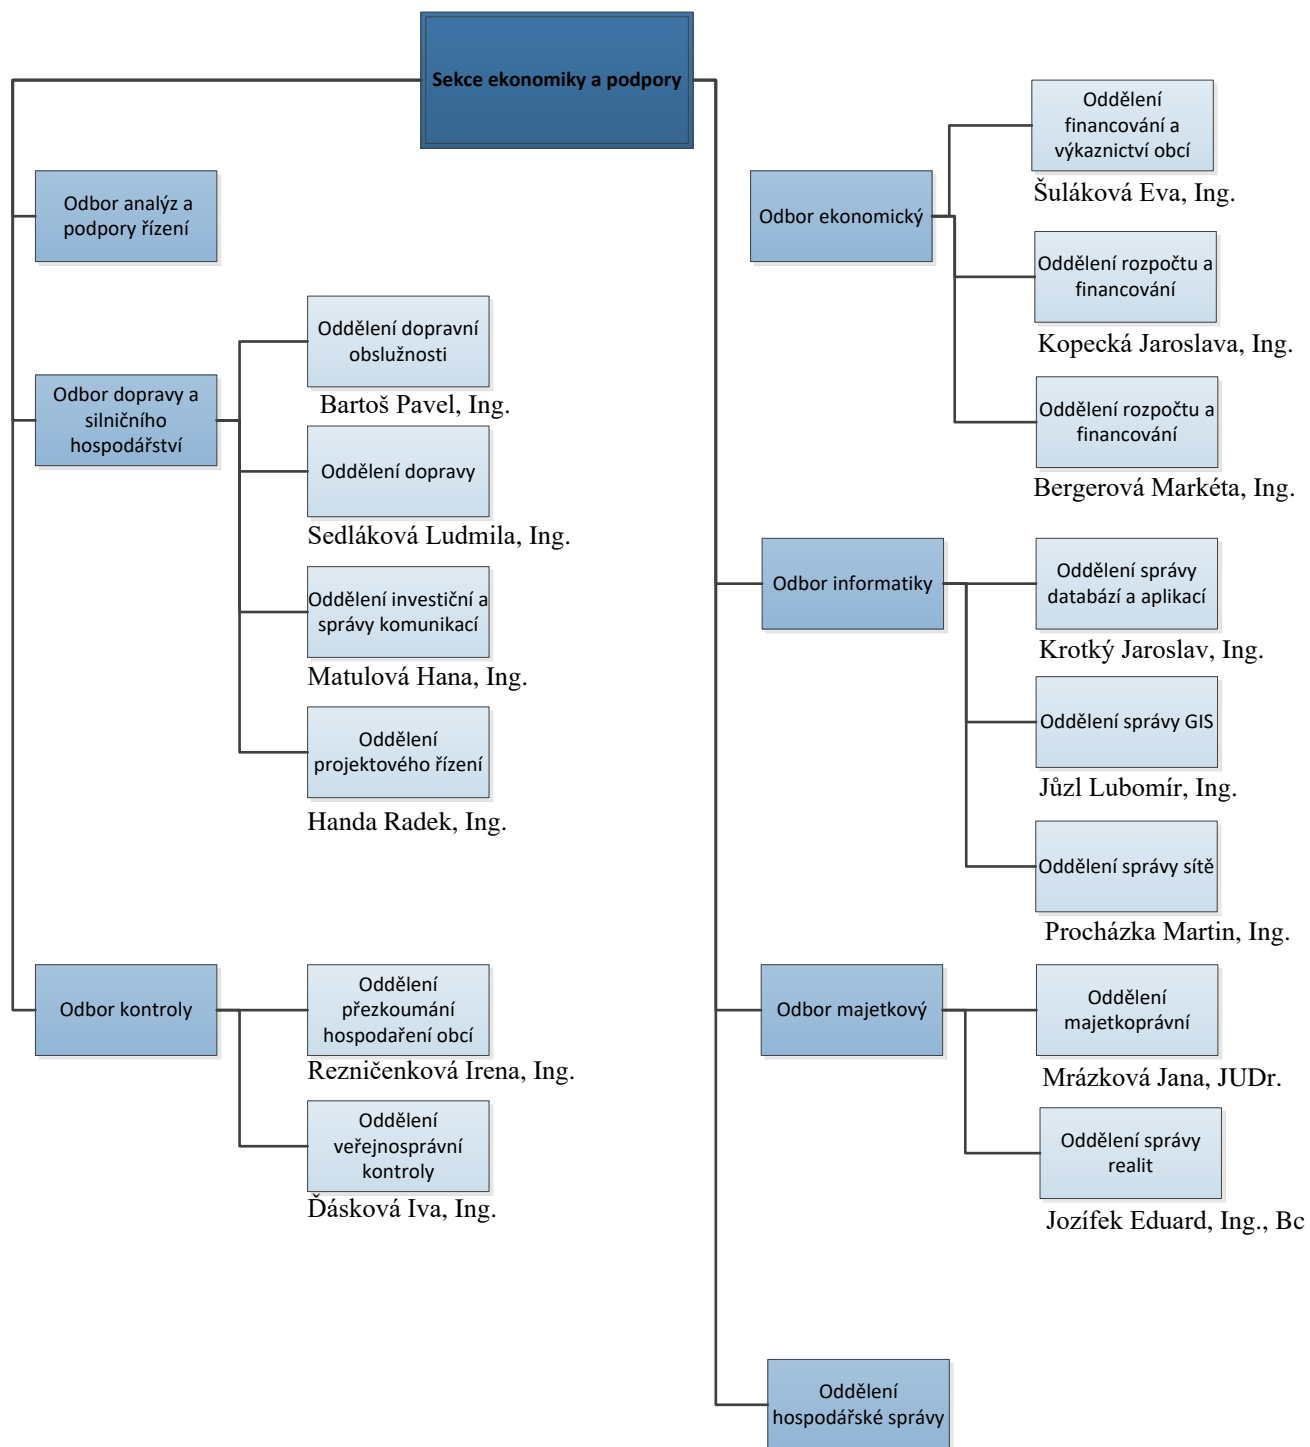 Sekce ekonomiky a podpory
Odbor analýz a
podpory řízení
Odbor dopravy a
silničního
hospodářství
Oddělení dopravní
obslužnosti
Bartoš Pavel, Ing.
Oddělení dopravy
Sedláková Ludmila, Ing.
Oddělení investiční a
správy komunikací
Matulová Hana, Ing.
Oddělení
projektového řízení
Handa Radek, Ing.
Odbor kontroly
Oddělení
přezkoumání
hospodaření obcí
Rezničenková Irena, Ing.
Oddělení
veřejnosprávní
kontroly
Ďásková Iva, Ing.
Odbor ekonomický
Oddělení
financování a
výkaznictví obcí
Šuláková Eva, Ing.
Oddělení rozpočtu a
financování
Kopecká Jaroslava, Ing.
Oddělení rozpočtu a
financování
Bergerová Markéta, Ing.
Odbor informatiky
Oddělení správy
databází a aplikací
Krotký Jaroslav, Ing.
Oddělení správy GIS
Jůzl Lubomír, Ing.
Oddělení správy sítě
Procházka Martin, Ing.
Odbor majetkový
Oddělení
majetkoprávní
Mrázková Jana, JUDr.
Oddělení správy
realit
Jozífek Eduard, Ing., Bc
Oddělení
hospodářské správy